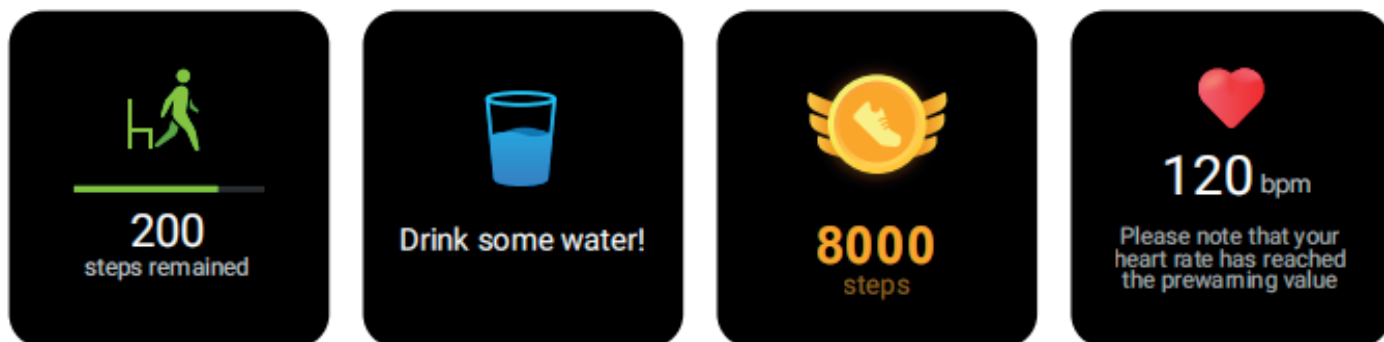 200
steps remained
Drink some water!
8000
steps
120 bpm
Please note that your
heart rate has reached
the prewarning value